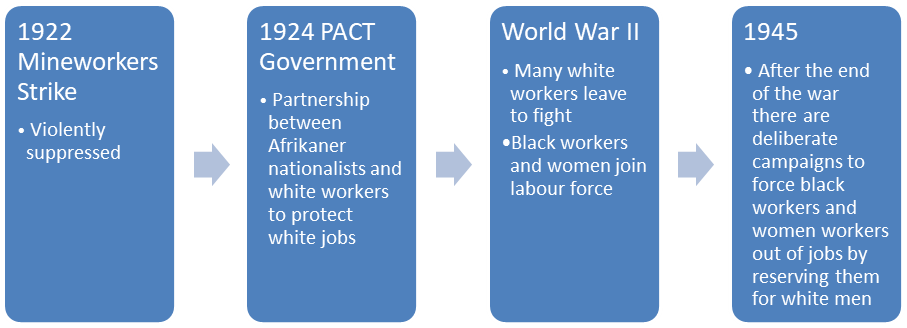 1922
Mineworkers
Strike
• Violently
suppressed
1924 PACT
Government
• Partnership
between
Afrikaner
nationalists and
white workers
to protect
white jobs
World War II
• Many white
workers leave
to fight
•Black workers
and women join
labour force
1945
• After the end
of the war
there are
deliberate
campaigns to
force black
workers and
women workers
out of jobs by
reserving them
for white men